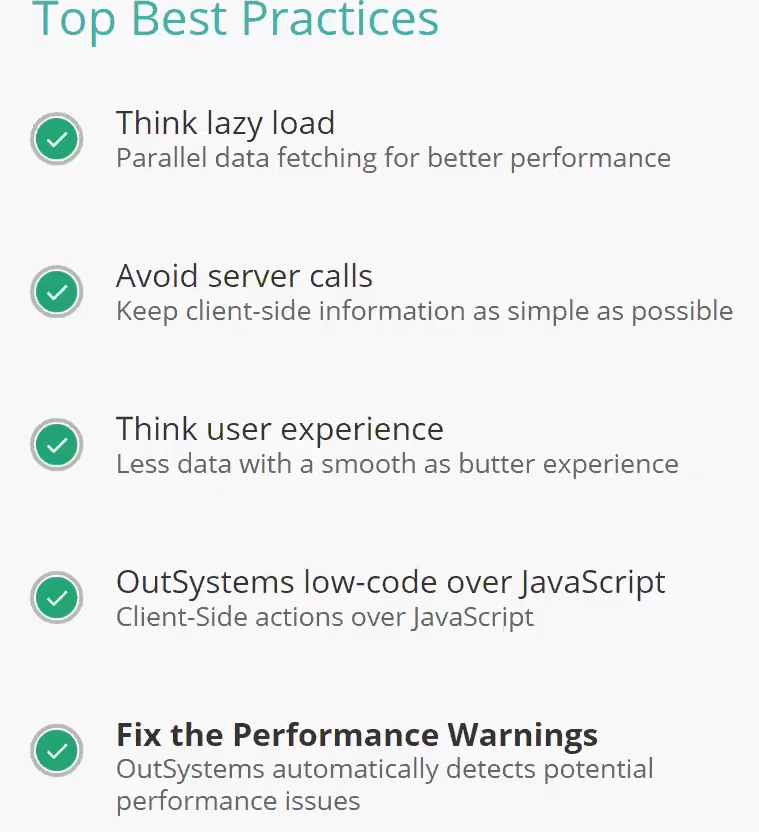 Top Best Practices
Think lazy load
Parallel data fetching for better performance
Avoid server calls
Keep client-side information as simple as possible
Think user experience
Less data with a smooth as butter experience
OutSystems low-code over JavaScript
Client-Side actions over JavaScript
Fix the Performance Warnings
OutSystems automatically detects potential
performance issues